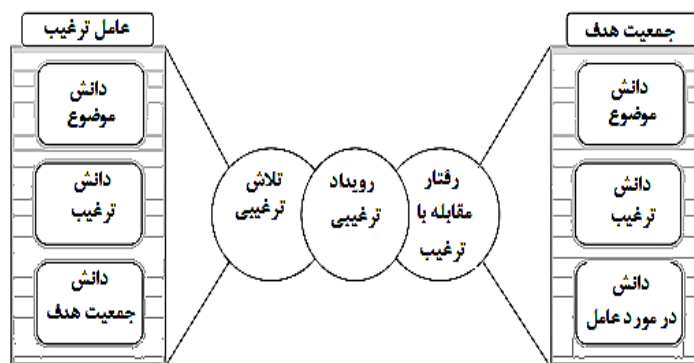 جمعیت هدف
دانش
موضوع
دانش
ترغیب
دانش
در مورد عامل
رفتار
مقابله با
ترغیب
رویداد
ترغیبی
تلاش
ترغیبی
عامل ترغیب
دانش
موضوع
دانش
ترغیب
دانش
جمعیت هدف